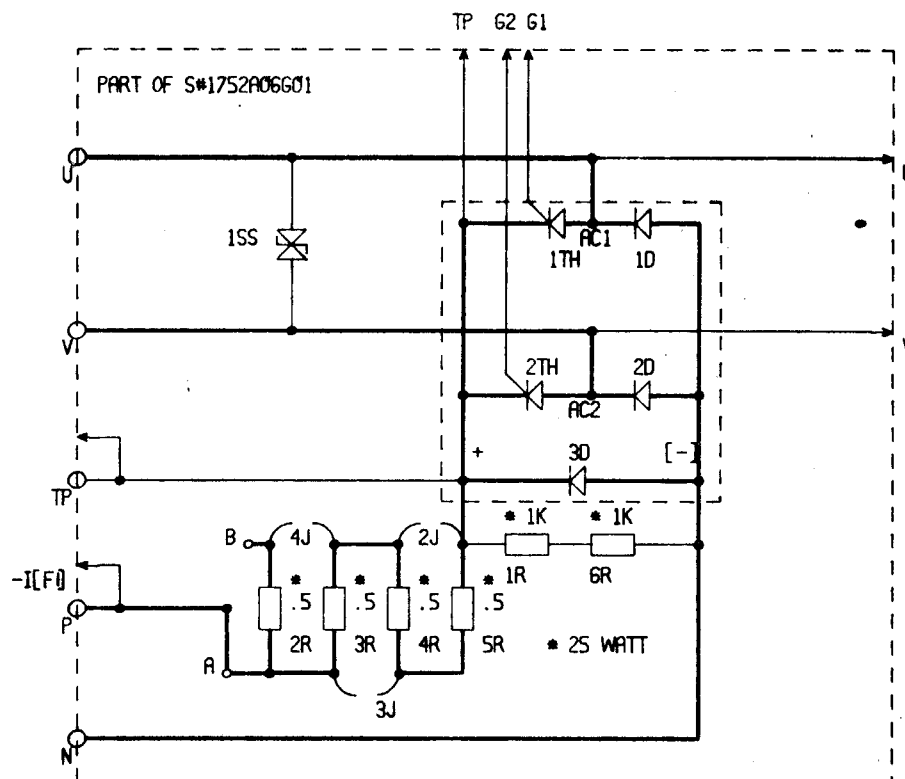 TP G2 G1
PART OF S#1752A06G01
U
1SS
AC1
1TH 1D
V
2TH 2D
AC2
+ 3D [-]
TP
* 1K * 1K
B 4J 2J
1R 6R
-I[FI]
* * * *
.5 .5 .5 .5
P
2R 3R 4R 5R * 25 WATT
A
3J
N